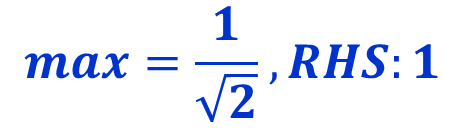 max = 1/√2, RHS: 1